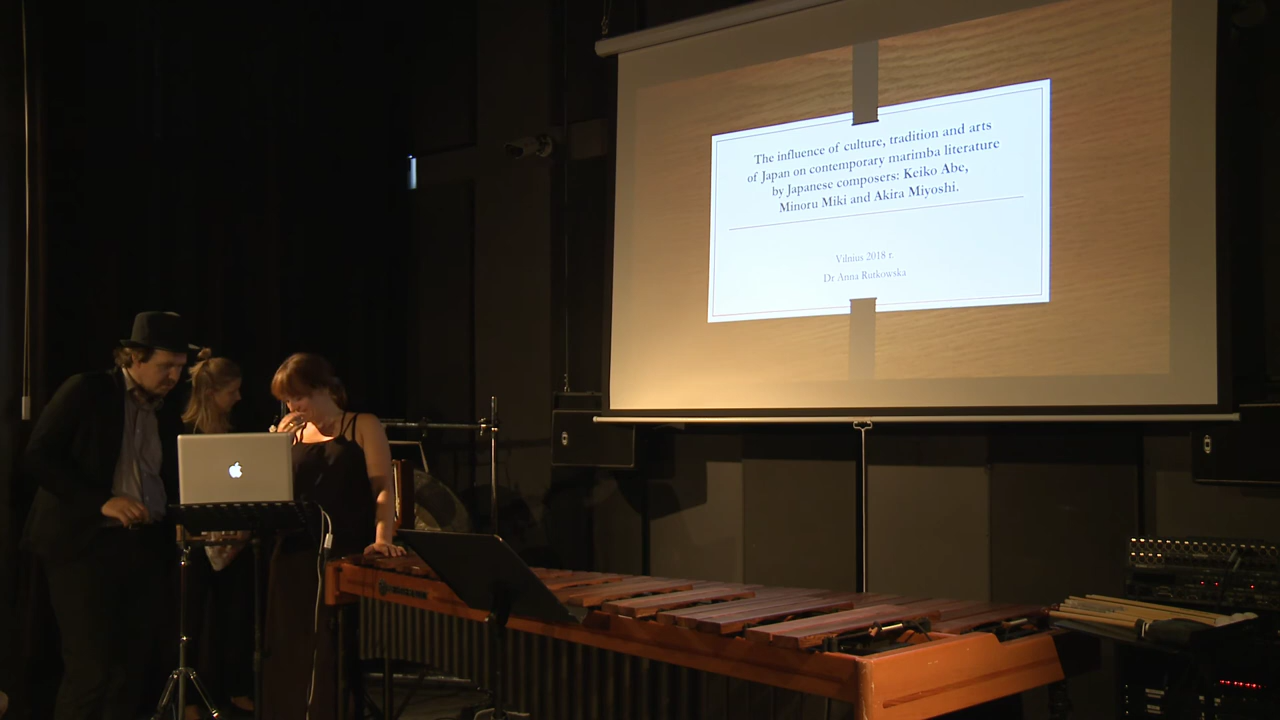 The influence of culture, tradition and arts
of Japan on contemporary marimba literature
by Japanese composers: Keiko Abe,
Minoru Miki and Akira Miyoshi.
Vilnius 2018 r.
Dr Anna Rutkowska